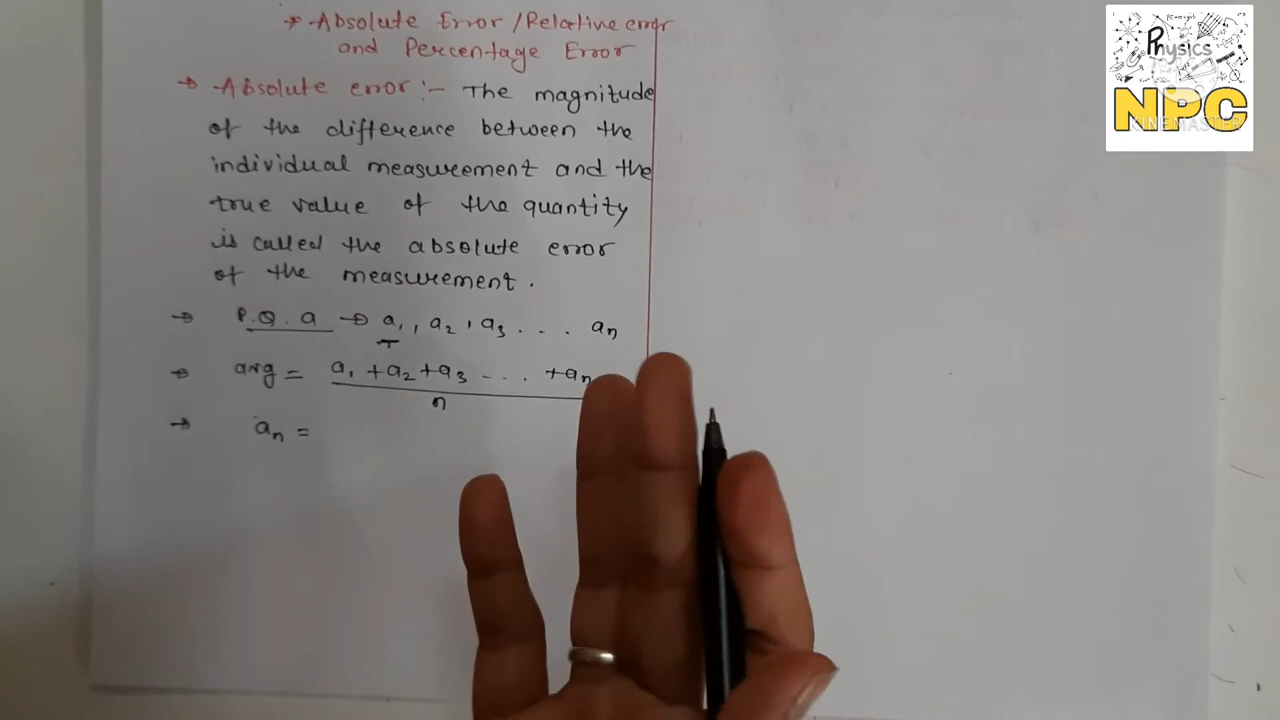 Absolute Error / Relative error
and Percentage Error
Absolute error :- The magnitude
of the difference between the
individual measurement and the
true value of the quantity
is called the absolute error
of the measurement.
P.Q. a → a₁, a₂, a₃ ... aₙ
avg = a₁ + a₂ + a₃ ... + aₙ
n
aₙ =
Physics
NPC
KINEMASTER